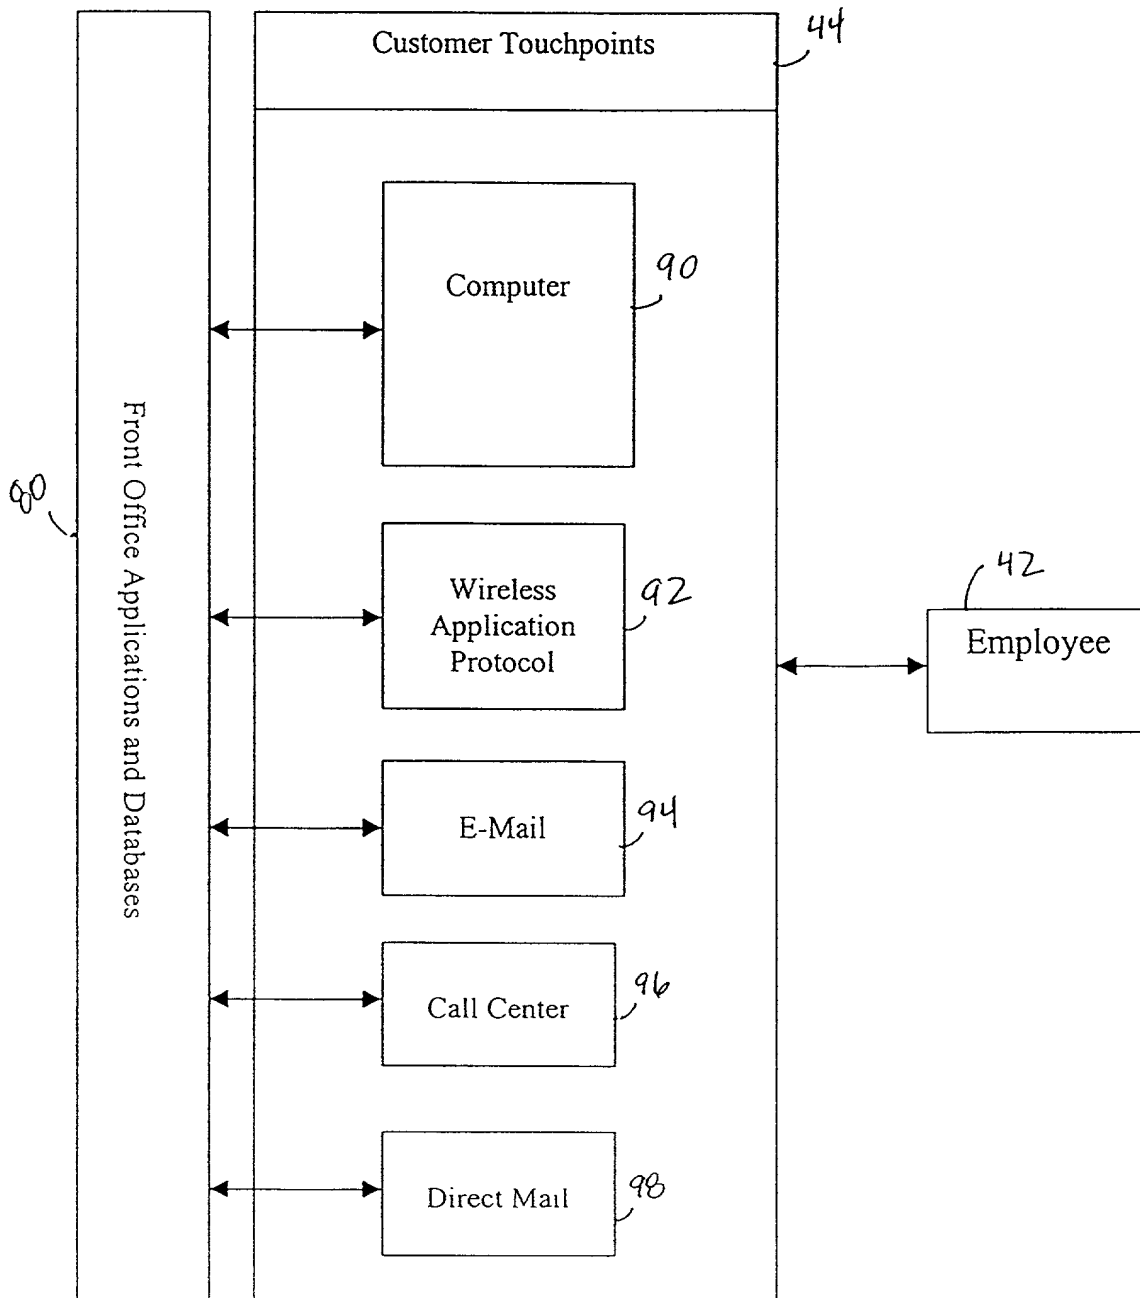 Customer Touchpoints
44
Computer
90
Front Office Applications and Databases
80
Wireless
Application
Protocol
92
42
Employee
E-Mail
94
Call Center
96
Direct Mail
98